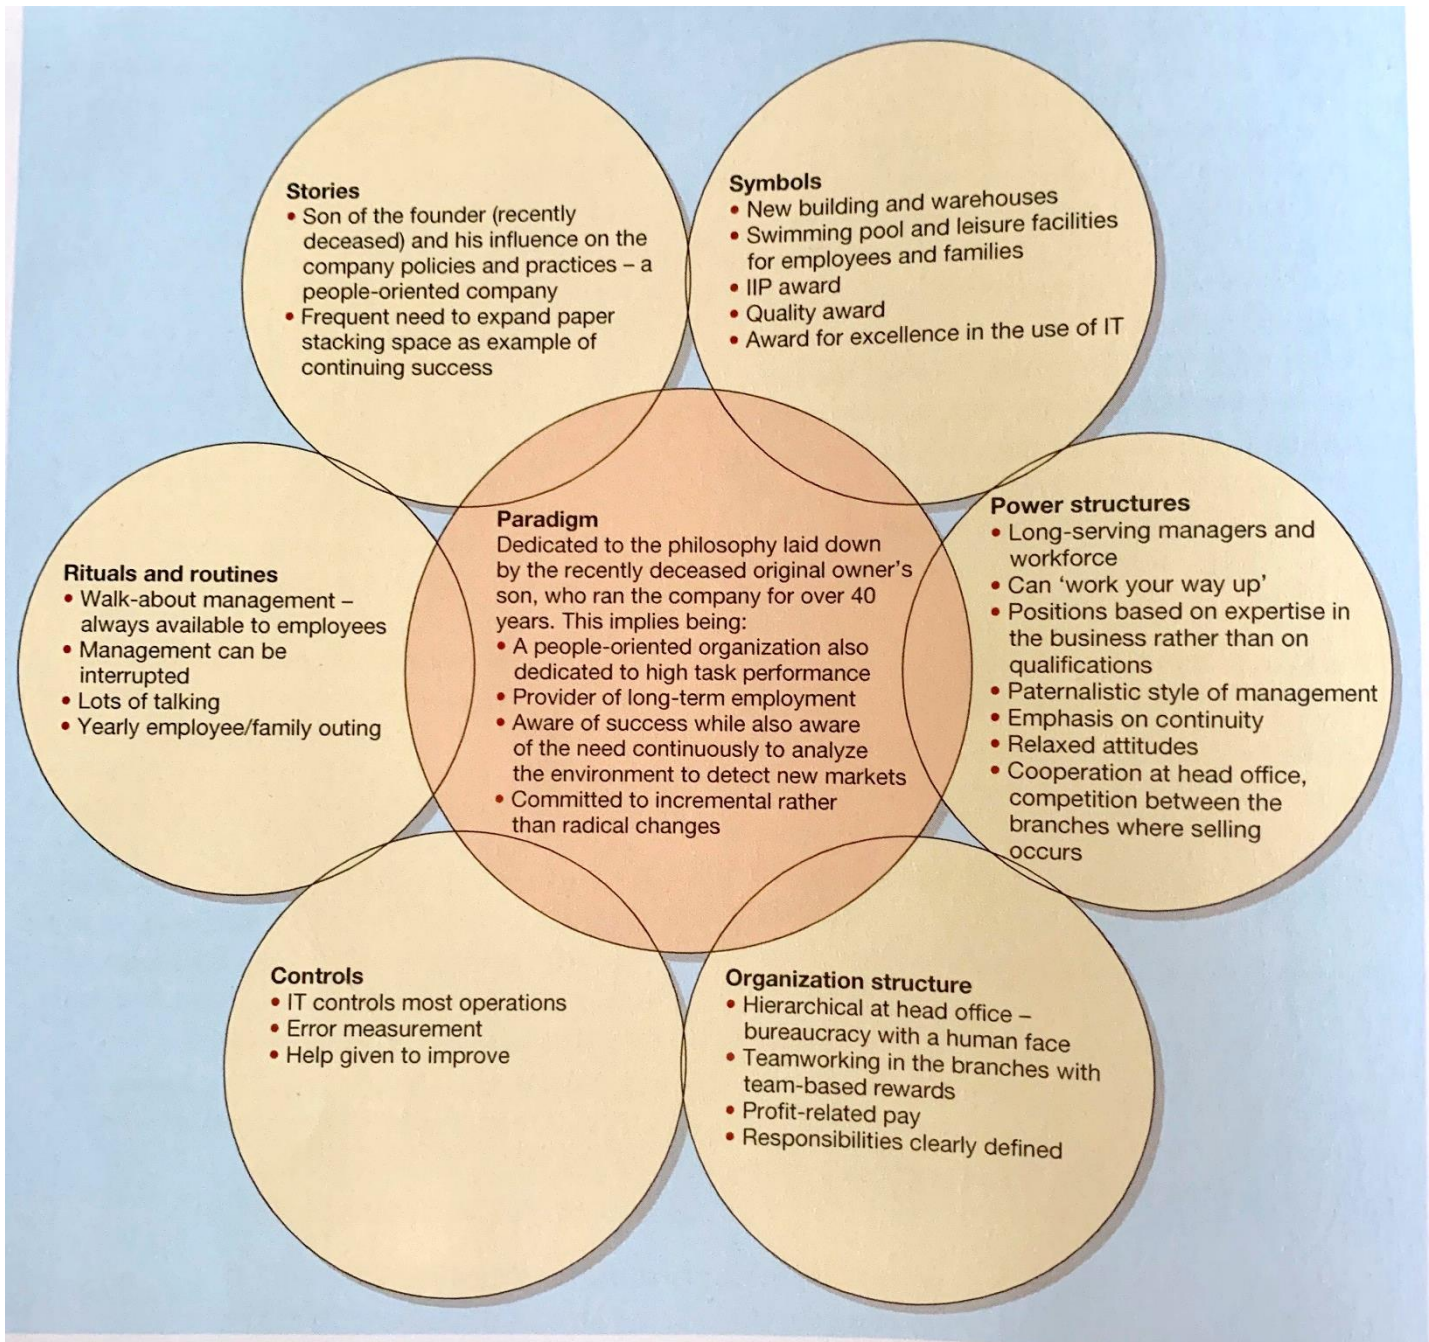 Stories
• Son of the founder (recently
deceased) and his influence on the
company policies and practices – a
people-oriented company
• Frequent need to expand paper
stacking space as example of
continuing success
Symbols
• New building and warehouses
• Swimming pool and leisure facilities
for employees and families
• IIP award
• Quality award
• Award for excellence in the use of IT
Rituals and routines
• Walk-about management –
always available to employees
• Management can be
interrupted
• Lots of talking
• Yearly employee/family outing
Paradigm
Dedicated to the philosophy laid down
by the recently deceased original owner's
son, who ran the company for over 40
years. This implies being:
• A people-oriented organization also
dedicated to high task performance
• Provider of long-term employment
• Aware of success while also aware
of the need continuously to analyze
the environment to detect new markets
• Committed to incremental rather
than radical changes
Power structures
• Long-serving managers and
workforce
• Can 'work your way up'
• Positions based on expertise in
the business rather than on
qualifications
• Paternalistic style of management
• Emphasis on continuity
• Relaxed attitudes
• Cooperation at head office,
competition between the
branches where selling
occurs
Controls
• IT controls most operations
• Error measurement
• Help given to improve
Organization structure
• Hierarchical at head office –
bureaucracy with a human face
• Teamworking in the branches with
team-based rewards
• Profit-related pay
• Responsibilities clearly defined